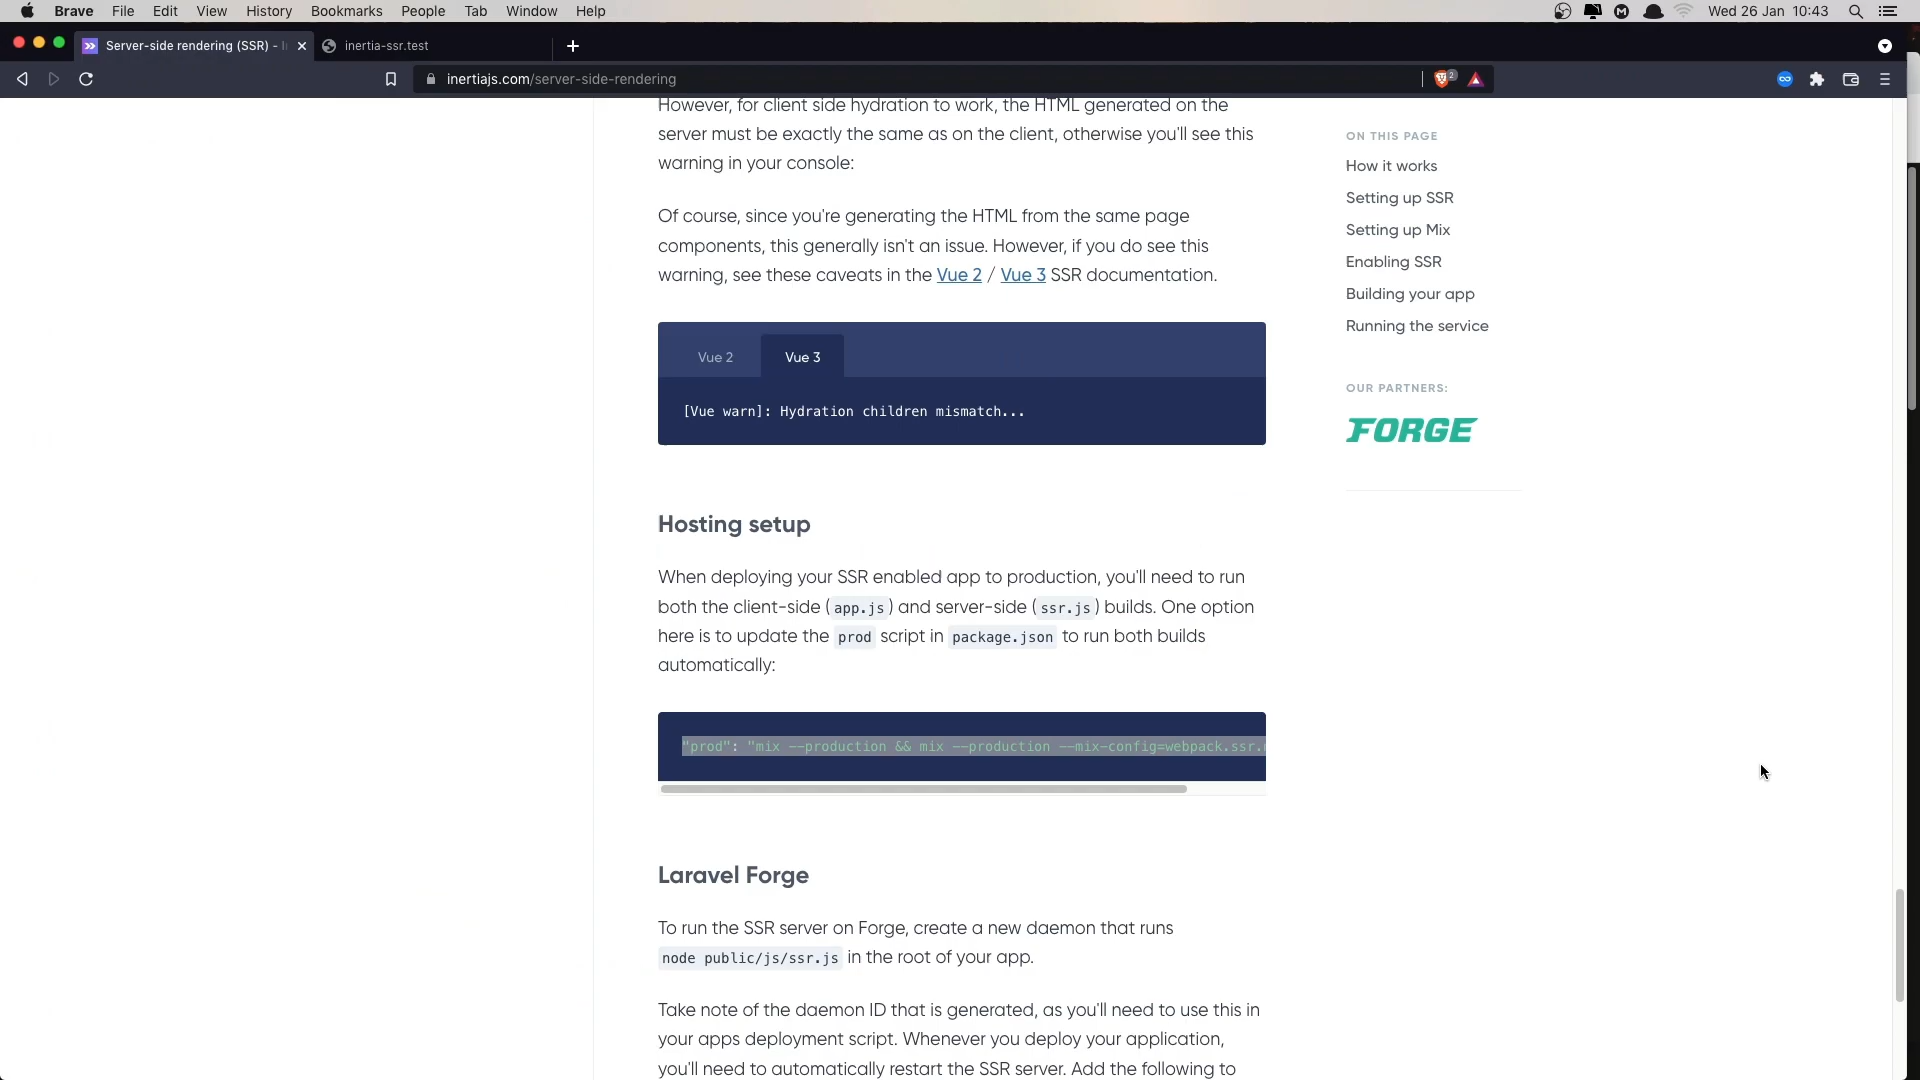 Brave File Edit View History Bookmarks People Tab Window Help Wed 26 Jan 10:43
Server-side rendering (SSR) - inertia-ssr.test
inertiajs.com/server-side-rendering 2
However, for client side hydration to work, the HTML generated on the
server must be exactly the same as on the client, otherwise you'll see this
warning in your console:
Of course, since you're generating the HTML from the same page
components, this generally isn't an issue. However, if you do see this
warning, see these caveats in the Vue 2 / Vue 3 SSR documentation.
Vue 2 Vue 3
[Vue warn]: Hydration children mismatch...
Hosting setup
When deploying your SSR enabled app to production, you'll need to run
both the client-side (app.js) and server-side (ssr.js) builds. One option
here is to update the prod script in package.json to run both builds
automatically:
"prod": "mix --production && mix --production --mix-config=webpack.ssr.
Laravel Forge
To run the SSR server on Forge, create a new daemon that runs
node public/js/ssr.js in the root of your app.
Take note of the daemon ID that is generated, as you'll need to use this in
your apps deployment script. Whenever you deploy your application,
you'll need to automatically restart the SSR server. Add the following to
ON THIS PAGE
How it works
Setting up SSR
Setting up Mix
Enabling SSR
Building your app
Running the service
OUR PARTNERS:
FORGE